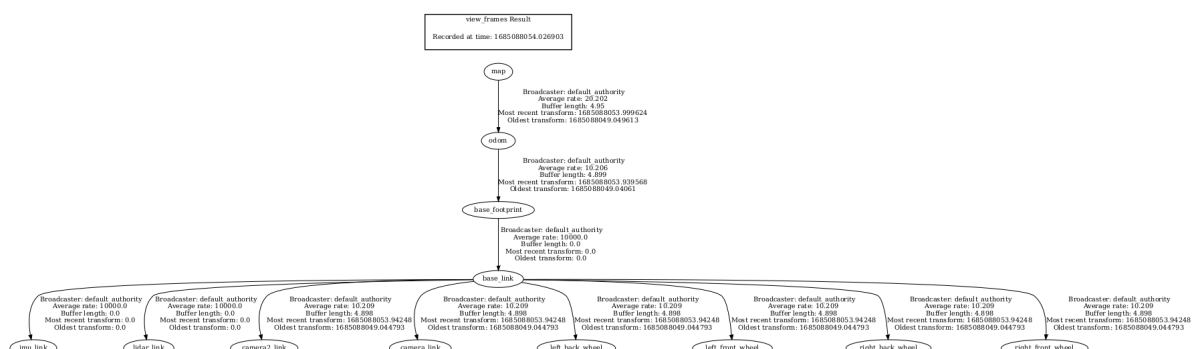 view_frames Result
Recorded at time: 1685088054.026903
map
Broadcaster: default_authority
Average rate: 20.202
Buffer length: 4.95
Most recent transform: 1685088053.999624
Oldest transform: 1685088049.049613
odom
Broadcaster: default_authority
Average rate: 10.206
Buffer length: 4.899
Most recent transform: 1685088053.939568
Oldest transform: 1685088049.04061
base_footprint
Broadcaster: default_authority
Average rate: 10000.0
Buffer length: 0.0
Most recent transform: 0.0
Oldest transform: 0.0
base_link
Broadcaster: default_authority
Average rate: 10000.0
Buffer length: 0.0
Most recent transform: 0.0
Oldest transform: 0.0
Broadcaster: default_authority
Average rate: 10000.0
Buffer length: 0.0
Most recent transform: 0.0
Oldest transform: 0.0
Broadcaster: default_authority
Average rate: 10.209
Buffer length: 4.898
Most recent transform: 1685088053.94248
Oldest transform: 1685088049.044793
Broadcaster: default_authority
Average rate: 10.209
Buffer length: 4.898
Most recent transform: 1685088053.94248
Oldest transform: 1685088049.044793
Broadcaster: default_authority
Average rate: 10.209
Buffer length: 4.898
Most recent transform: 1685088053.94248
Oldest transform: 1685088049.044793
Broadcaster: default_authority
Average rate: 10.209
Buffer length: 4.898
Most recent transform: 1685088053.94248
Oldest transform: 1685088049.044793
Broadcaster: default_authority
Average rate: 10.209
Buffer length: 4.898
Most recent transform: 1685088053.94248
Oldest transform: 1685088049.044793
Broadcaster: default_authority
Average rate: 10.209
Buffer length: 4.898
Most recent transform: 1685088053.94248
Oldest transform: 1685088049.044793
imu_link
lidar_link
camera2_link
camera_link
left_back_wheel
left_front_wheel
right_back_wheel
right_front_wheel